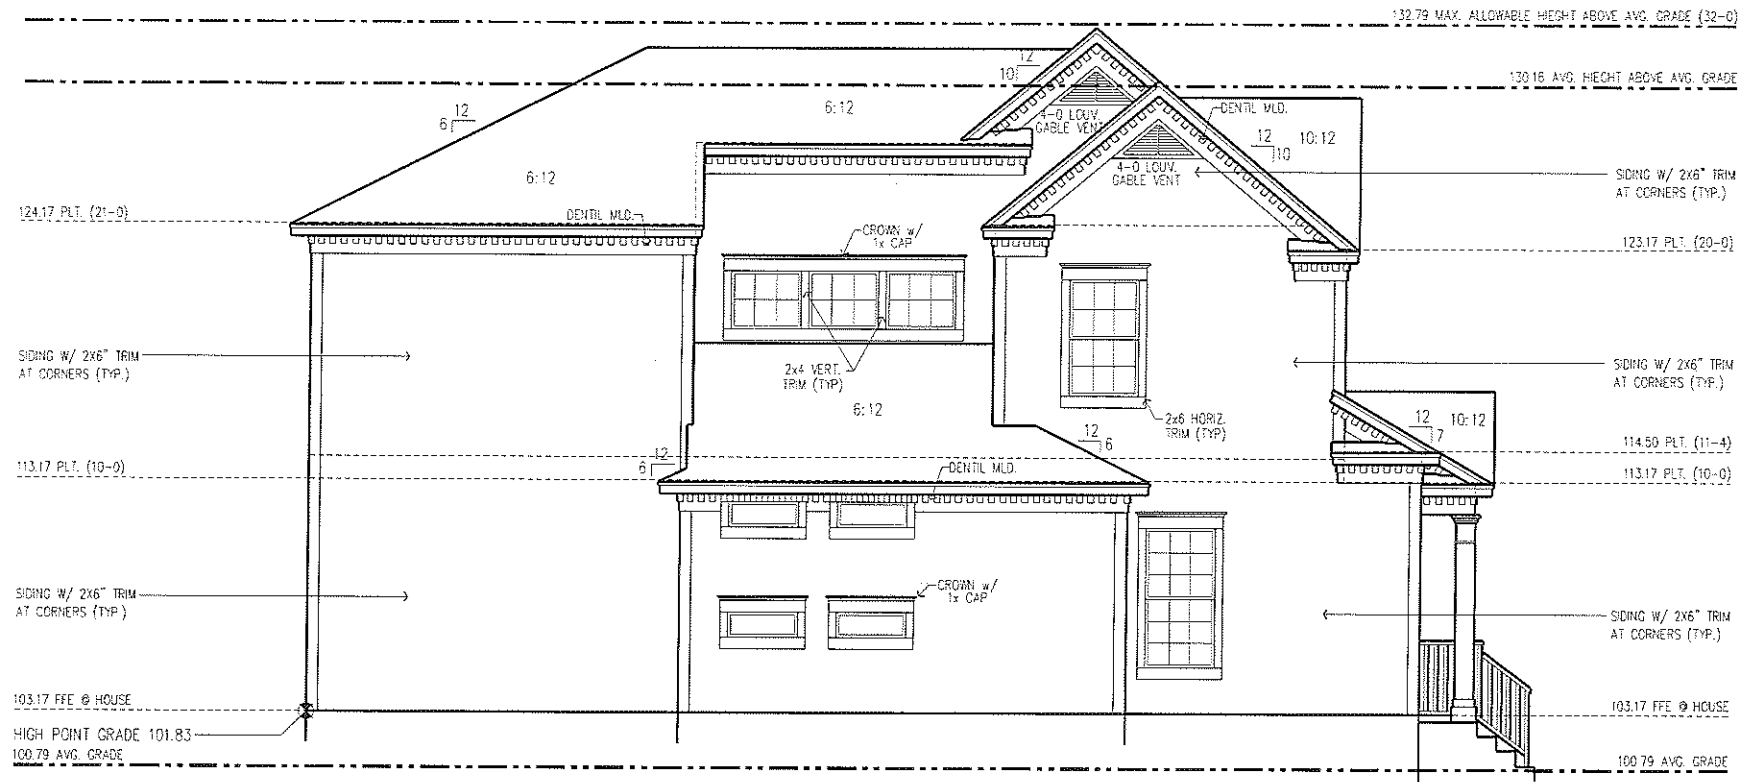 132.79 MAX. ALLOWABLE HIEGHT ABOVE AVG. GRADE (32-0)
130.16 AVG. HIEGHT ABOVE AVG. GRADE
12
10
12
6
6:12
4-0 LOUV.
GABLE VENT
DENTIL MLD.
12
10
10:12
4-0 LOUV.
GABLE VENT
6:12
SIDING W/ 2X6" TRIM
AT CORNERS (TYP.)
124.17 PLT. (21-0)
DENTIL MLD.
CROWN w/
1x CAP
123.17 PLT. (20-0)
SIDING W/ 2X6" TRIM
AT CORNERS (TYP.)
2x4 VERT.
TRIM (TYP)
SIDING W/ 2X6" TRIM
AT CORNERS (TYP.)
6:12
2x6 HORIZ.
TRIM (TYP)
12
6
12
7
10:12
114.50 PLT. (11-4)
113.17 PLT. (10-0)
12
6
DENTIL MLD.
113.17 PLT. (10-0)
SIDING W/ 2X6" TRIM
AT CORNERS (TYP.)
CROWN w/
1x CAP
SIDING W/ 2X6" TRIM
AT CORNERS (TYP.)
103.17 FFE @ HOUSE
103.17 FFE @ HOUSE
HIGH POINT GRADE 101.83
100.79 AVG. GRADE
100.79 AVG. GRADE